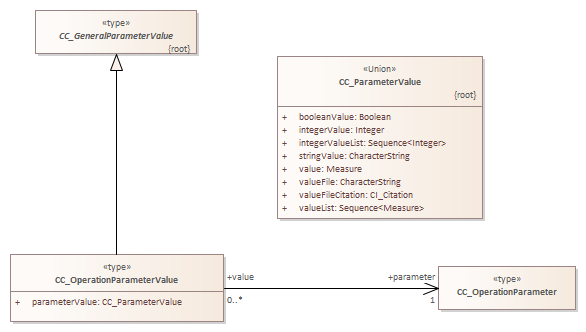 «type»
CC_GeneralParameterValue
{root}
«Union»
CC_ParameterValue
{root}
+ booleanValue: Boolean
+ integerValue: Integer
+ integerValueList: Sequence<Integer>
+ stringValue: CharacterString
+ value: Measure
+ valueFile: CharacterString
+ valueFileCitation: CI_Citation
+ valueList: Sequence<Measure>
«type»
CC_OperationParameterValue
+ parameterValue: CC_ParameterValue
+value
0..*
+parameter
1
«type»
CC_OperationParameter